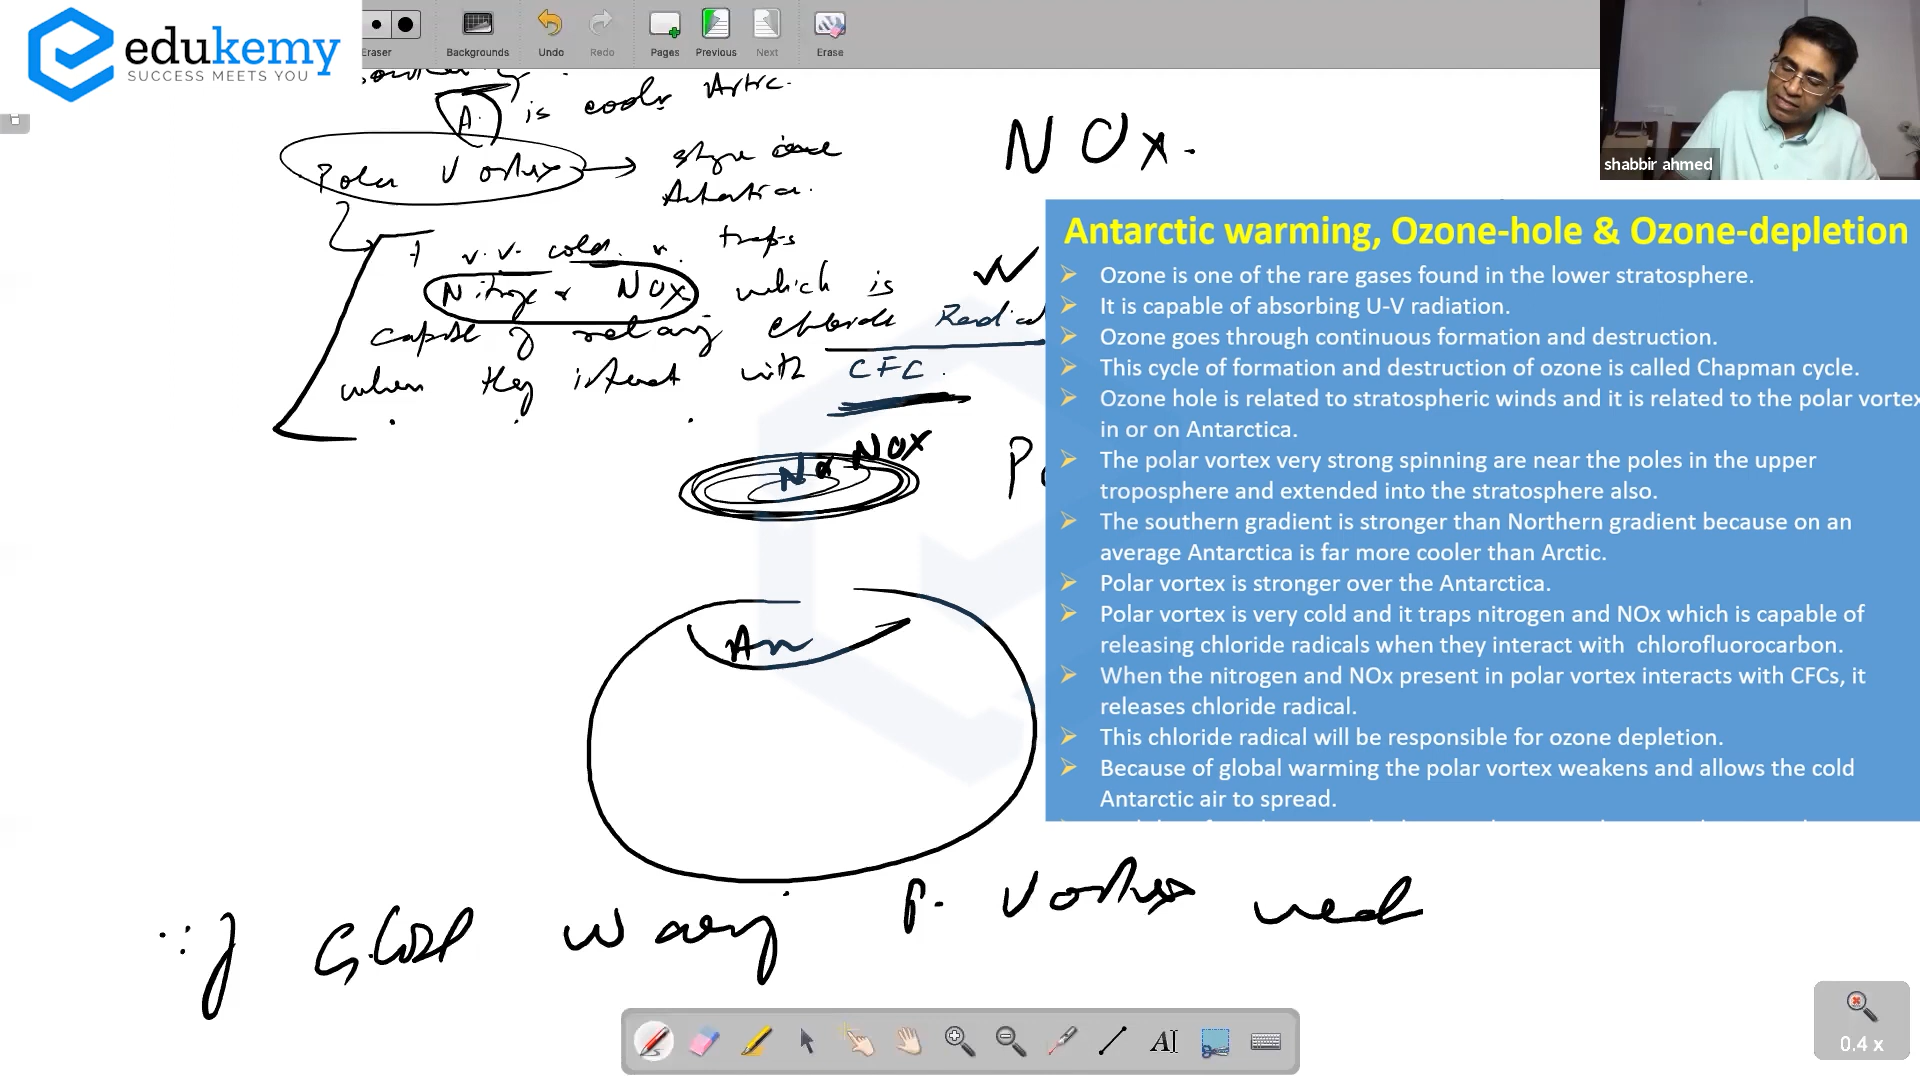 edukemy
SUCCESS MEETS YOU
Eraser
Backgrounds
Undo
Redo
Pages
Previous
Next
Erase
shabbir ahmed
A. is cooler Artic.
Polar Vortex → stronger
Antartica.
v.v. cold traps
Nitroge & NOx which is
capable of releasing chloride Radical
when they interact with CFC.
NOx.
N & NOX
An
∵ of Global warming P. Vortex weak
Antarctic warming, Ozone-hole & Ozone-depletion
Ozone is one of the rare gases found in the lower stratosphere.
It is capable of absorbing U-V radiation.
Ozone goes through continuous formation and destruction.
This cycle of formation and destruction of ozone is called Chapman cycle.
Ozone hole is related to stratospheric winds and it is related to the polar vortex
in or on Antarctica.
The polar vortex very strong spinning are near the poles in the upper
troposphere and extended into the stratosphere also.
The southern gradient is stronger than Northern gradient because on an
average Antarctica is far more cooler than Arctic.
Polar vortex is stronger over the Antarctica.
Polar vortex is very cold and it traps nitrogen and NOx which is capable of
releasing chloride radicals when they interact with chlorofluorocarbon.
When the nitrogen and NOx present in polar vortex interacts with CFCs, it
releases chloride radical.
This chloride radical will be responsible for ozone depletion.
Because of global warming the polar vortex weakens and allows the cold
Antarctic air to spread.
0.4 x